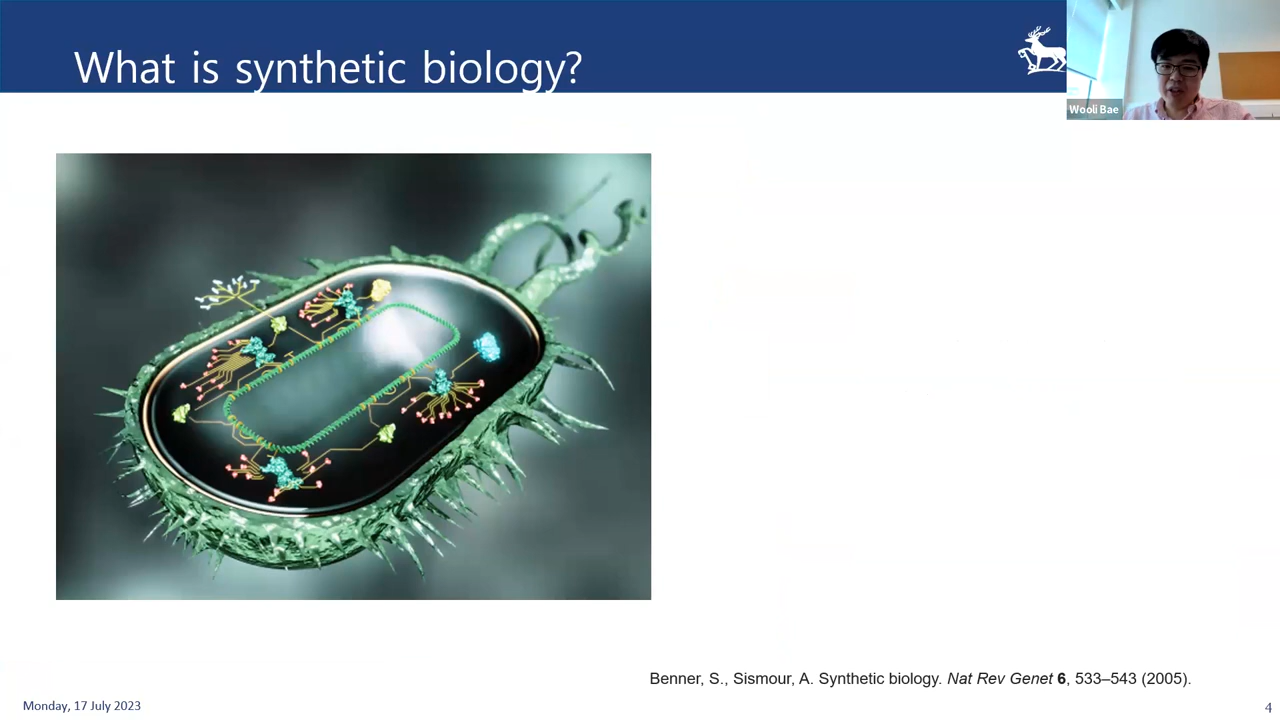 What is synthetic biology?
Wooli Bae
Benner, S., Sismour, A. Synthetic biology. Nat Rev Genet 6, 533–543 (2005).
Monday, 17 July 2023
4